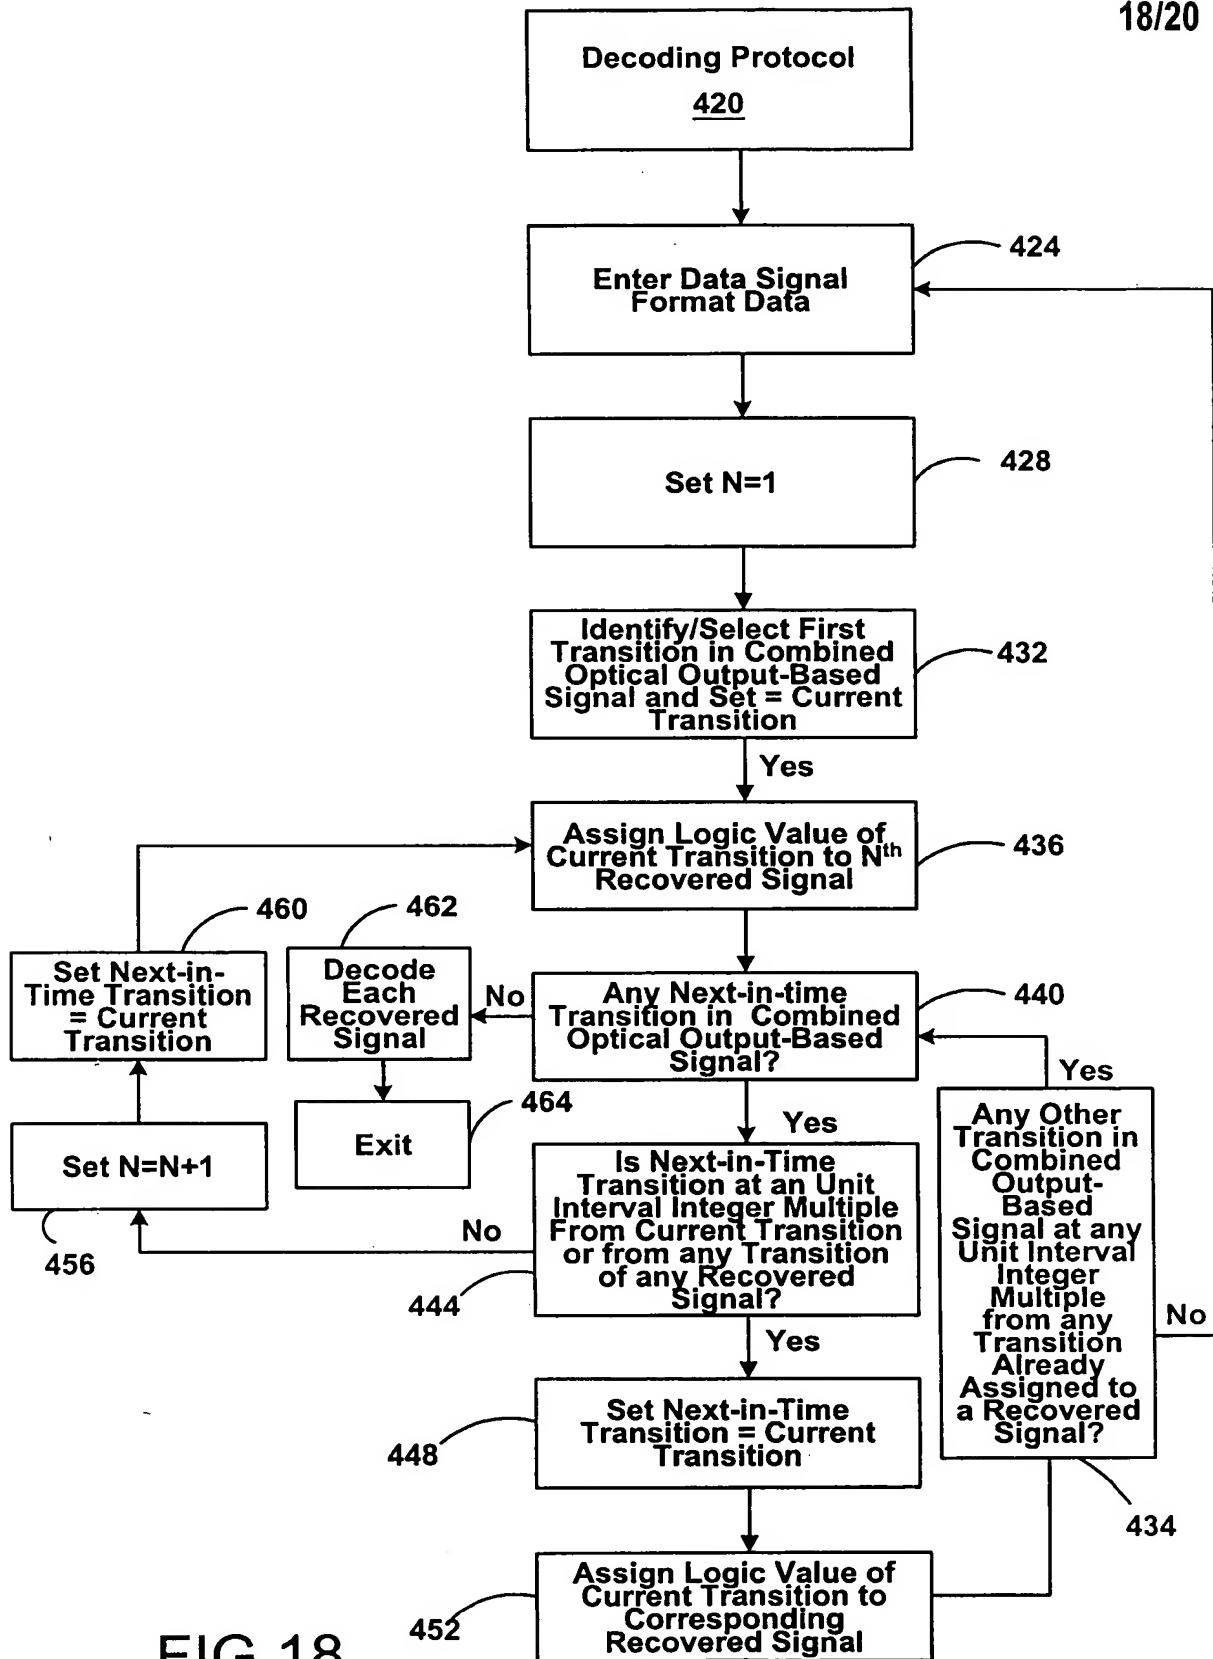 18/20
Decoding Protocol
420
424
Enter Data Signal
Format Data
428
Set N=1
Identify/Select First
Transition in Combined
Optical Output-Based
Signal and Set = Current
Transition
432
Yes
Assign Logic Value of
Current Transition to Nth
Recovered Signal
436
460
462
Set Next-in-
Time Transition
= Current
Transition
Decode
Each
Recovered
Signal
No
Any Next-in-time
Transition in Combined
Optical Output-Based
Signal?
440
Yes
464
Yes
Set N=N+1
Exit
Is Next-in-Time
Transition at an Unit
Interval Integer Multiple
From Current Transition
or from any Transition
of any Recovered
Signal?
Any Other
Transition in
Combined
Output-
Based
Signal at any
Unit Interval
Integer
Multiple
from any
Transition
Already
Assigned to
a Recovered
Signal?
No
456
444
No
Yes
Set Next-in-Time
Transition = Current
Transition
448
434
Assign Logic Value of
Current Transition to
Corresponding
Recovered Signal
452
FIG 18